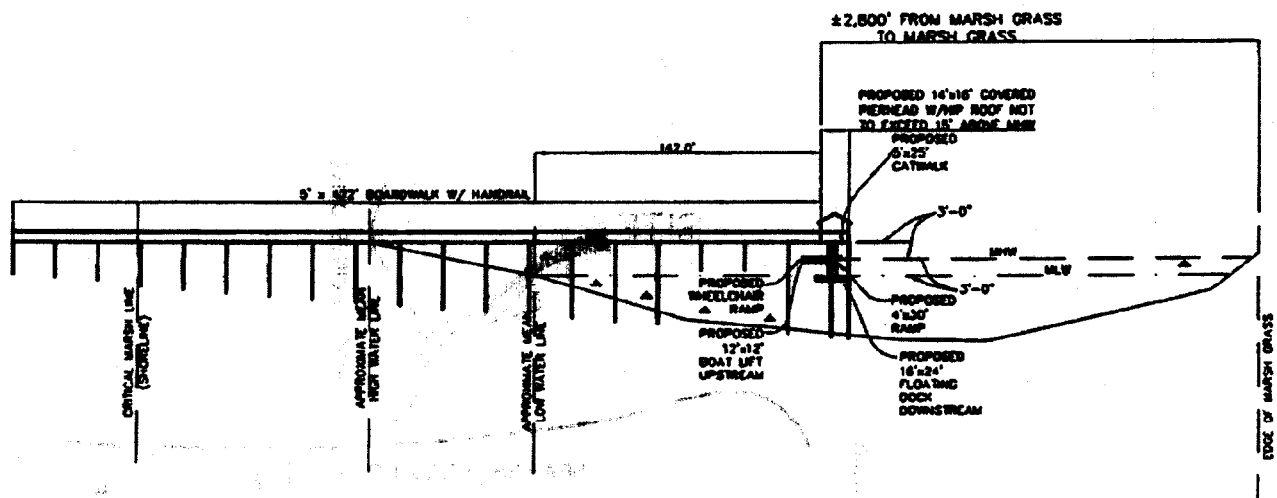 ±2,800' FROM MARSH GRASS
TO MARSH GRASS
PROPOSED 14'x16' COVERED
PIERHEAD W/HIP ROOF NOT
TO EXCEED 15' ABOVE MHW
PROPOSED
5'x25'
CATWALK
142.0'
BOARDWALK W/ HANDRAIL
3'-0"
MHW
MLW
3'-0"
PROPOSED
WHEELCHAIR
RAMP
PROPOSED
4'x30'
RAMP
PROPOSED
12'x12'
BOAT LIFT
UPSTREAM
PROPOSED
16'x24'
FLOATING
DOCK
DOWNSTREAM
CRITICAL MARSH LINE
(SHORELINE)
APPROXIMATE MEAN
HIGH WATER LINE
APPROXIMATE MEAN
LOW WATER LINE
EDGE OF MARSH GRASS